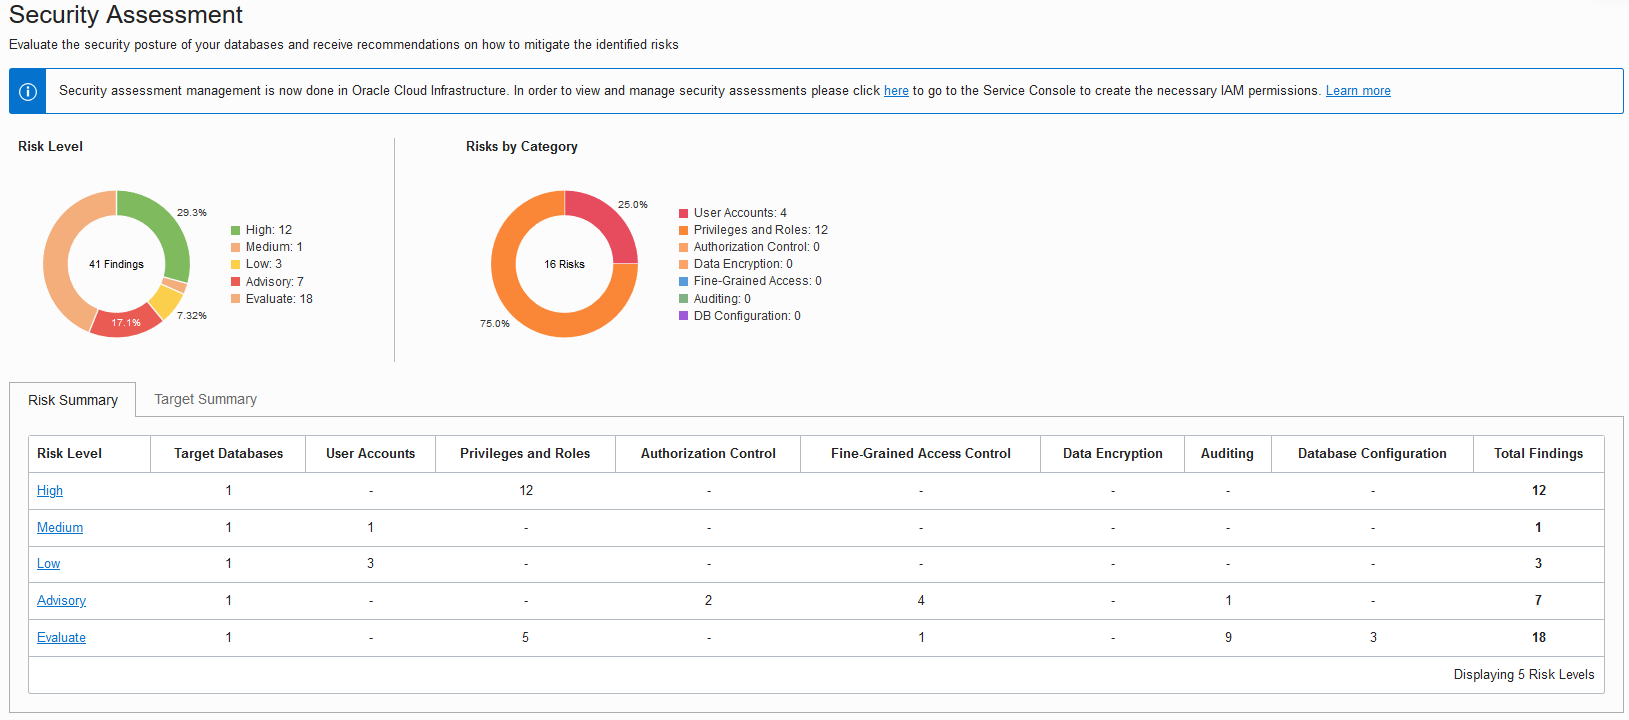 Security Assessment
Evaluate the security posture of your databases and receive recommendations on how to mitigate the identified risks
Security assessment management is now done in Oracle Cloud Infrastructure. In order to view and manage security assessments please click here to go to the Service Console to create the necessary IAM permissions. Learn more
Risk Level
29.3%
41 Findings
7.32%
17.1%
High: 12
Medium: 1
Low: 3
Advisory: 7
Evaluate: 18
Risks by Category
25.0%
16 Risks
75.0%
User Accounts: 4
Privileges and Roles: 12
Authorization Control: 0
Data Encryption: 0
Fine-Grained Access: 0
Auditing: 0
DB Configuration: 0
Risk Summary Target Summary
Risk Level Target Databases User Accounts Privileges and Roles Authorization Control Fine-Grained Access Control Data Encryption Auditing Database Configuration Total Findings
High 1 - 12 - - - - - 12
Medium 1 1 - - - - - - 1
Low 1 3 - - - - - - 3
Advisory 1 - - 2 4 - 1 - 7
Evaluate 1 - 5 - 1 - 9 3 18
Displaying 5 Risk Levels